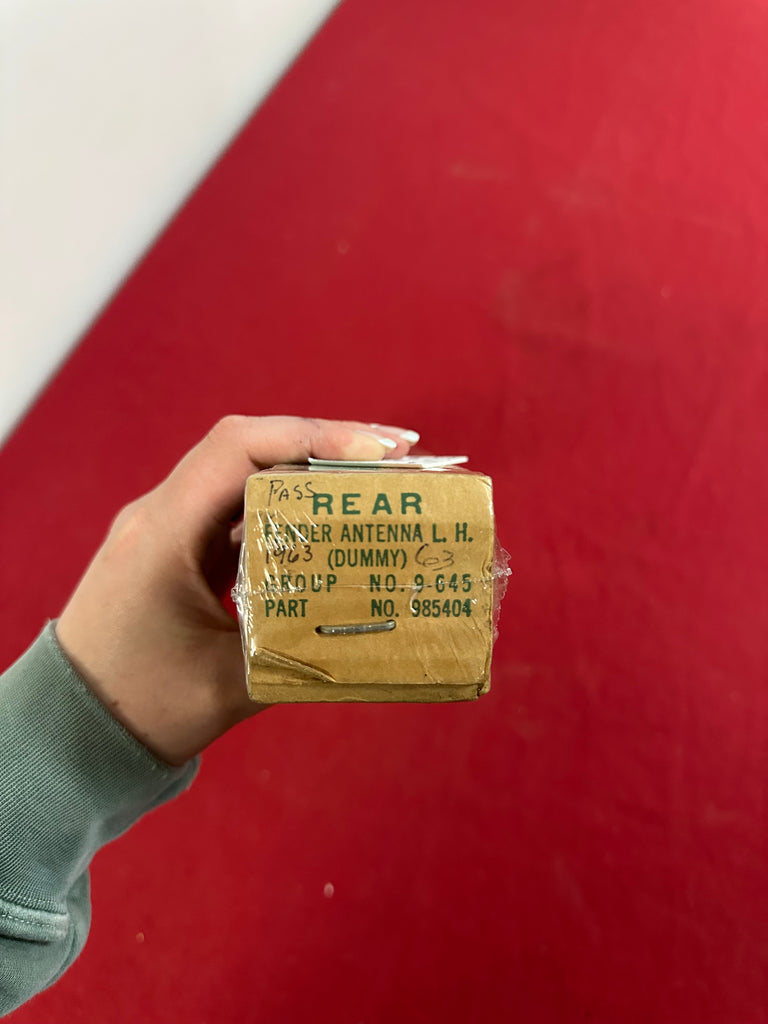 PASS
REAR
FENDER ANTENNA L. H.
1963 (DUMMY) 63
GROUP NO. 9-645
PART NO. 985404